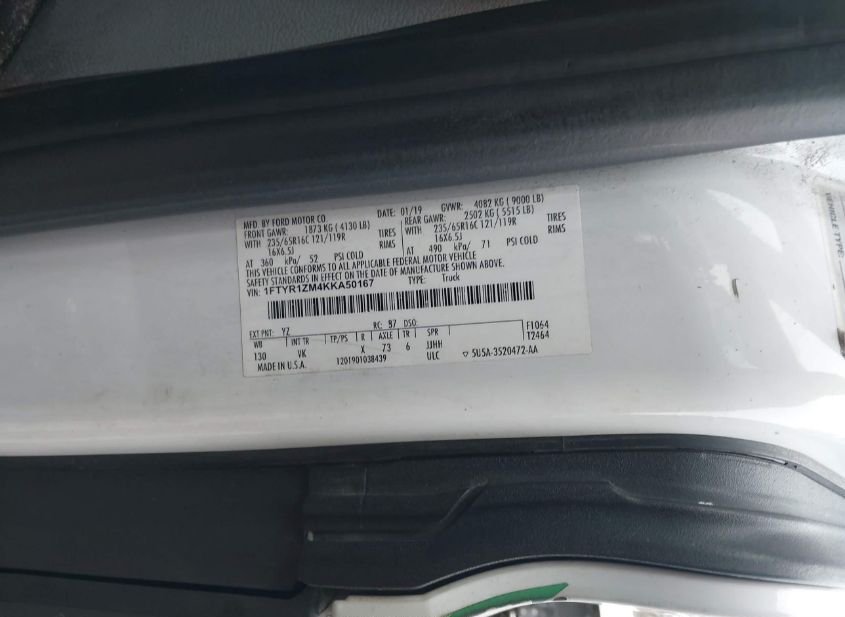 MFD. BY FORD MOTOR CO
DATE: 01/19 GVWR: 4082 KG ( 9000 LB)
FRONT GAWR: 1873 KG ( 4130 LB) REAR GAWR: 2502 KG ( 5515 LB)
WITH 235/65R16C 121/119R TIRES WITH 235/65R16C 121/119R TIRES
16X6.5J RIMS 16X6.5J RIMS
AT 360 kPa/ 52 PSI COLD AT 490 kPa/ 71 PSI COLD
THIS VEHICLE CONFORMS TO ALL APPLICABLE FEDERAL MOTOR VEHICLE
SAFETY STANDARDS IN EFFECT ON THE DATE OF MANUFACTURE SHOWN ABOVE.
VIN: 1FTYR1ZM4KKA50167 TYPE: Truck
EXT PNT: YZ RC: 97 DSO: F1064
WB INT TR TP/PS R AXLE TR SPR T2464
130 VK X 73 6 JJHH
MADE IN U.S.A. 1201901038439 ULC ▽ 5U5A-3520472-AA
VEHICLE TYPE: